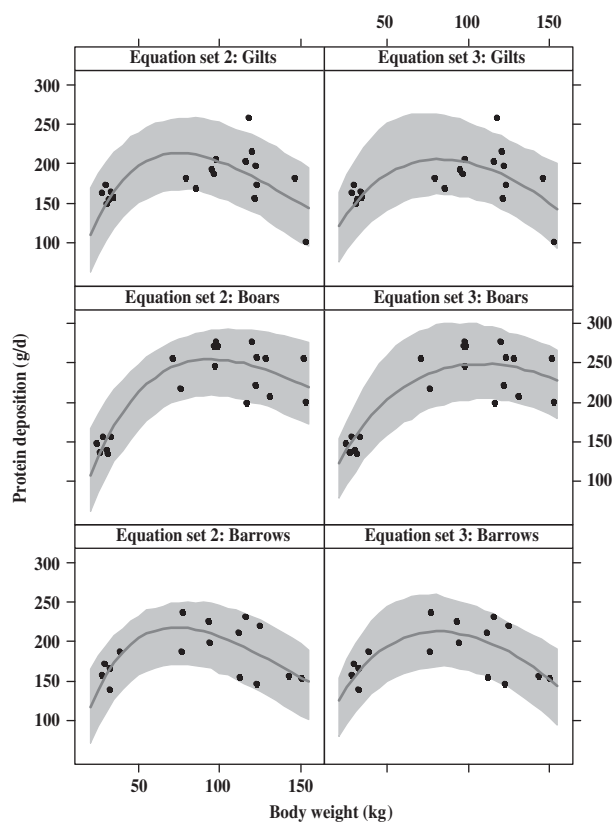 50 100 150
Equation set 2: Gilts Equation set 3: Gilts
300
250
200
150
100
Equation set 2: Boars Equation set 3: Boars
300
250
200
150
100
Protein deposition (g/d)
Equation set 2: Barrows Equation set 3: Barrows
300
250
200
150
100
50 100 150
Body weight (kg)